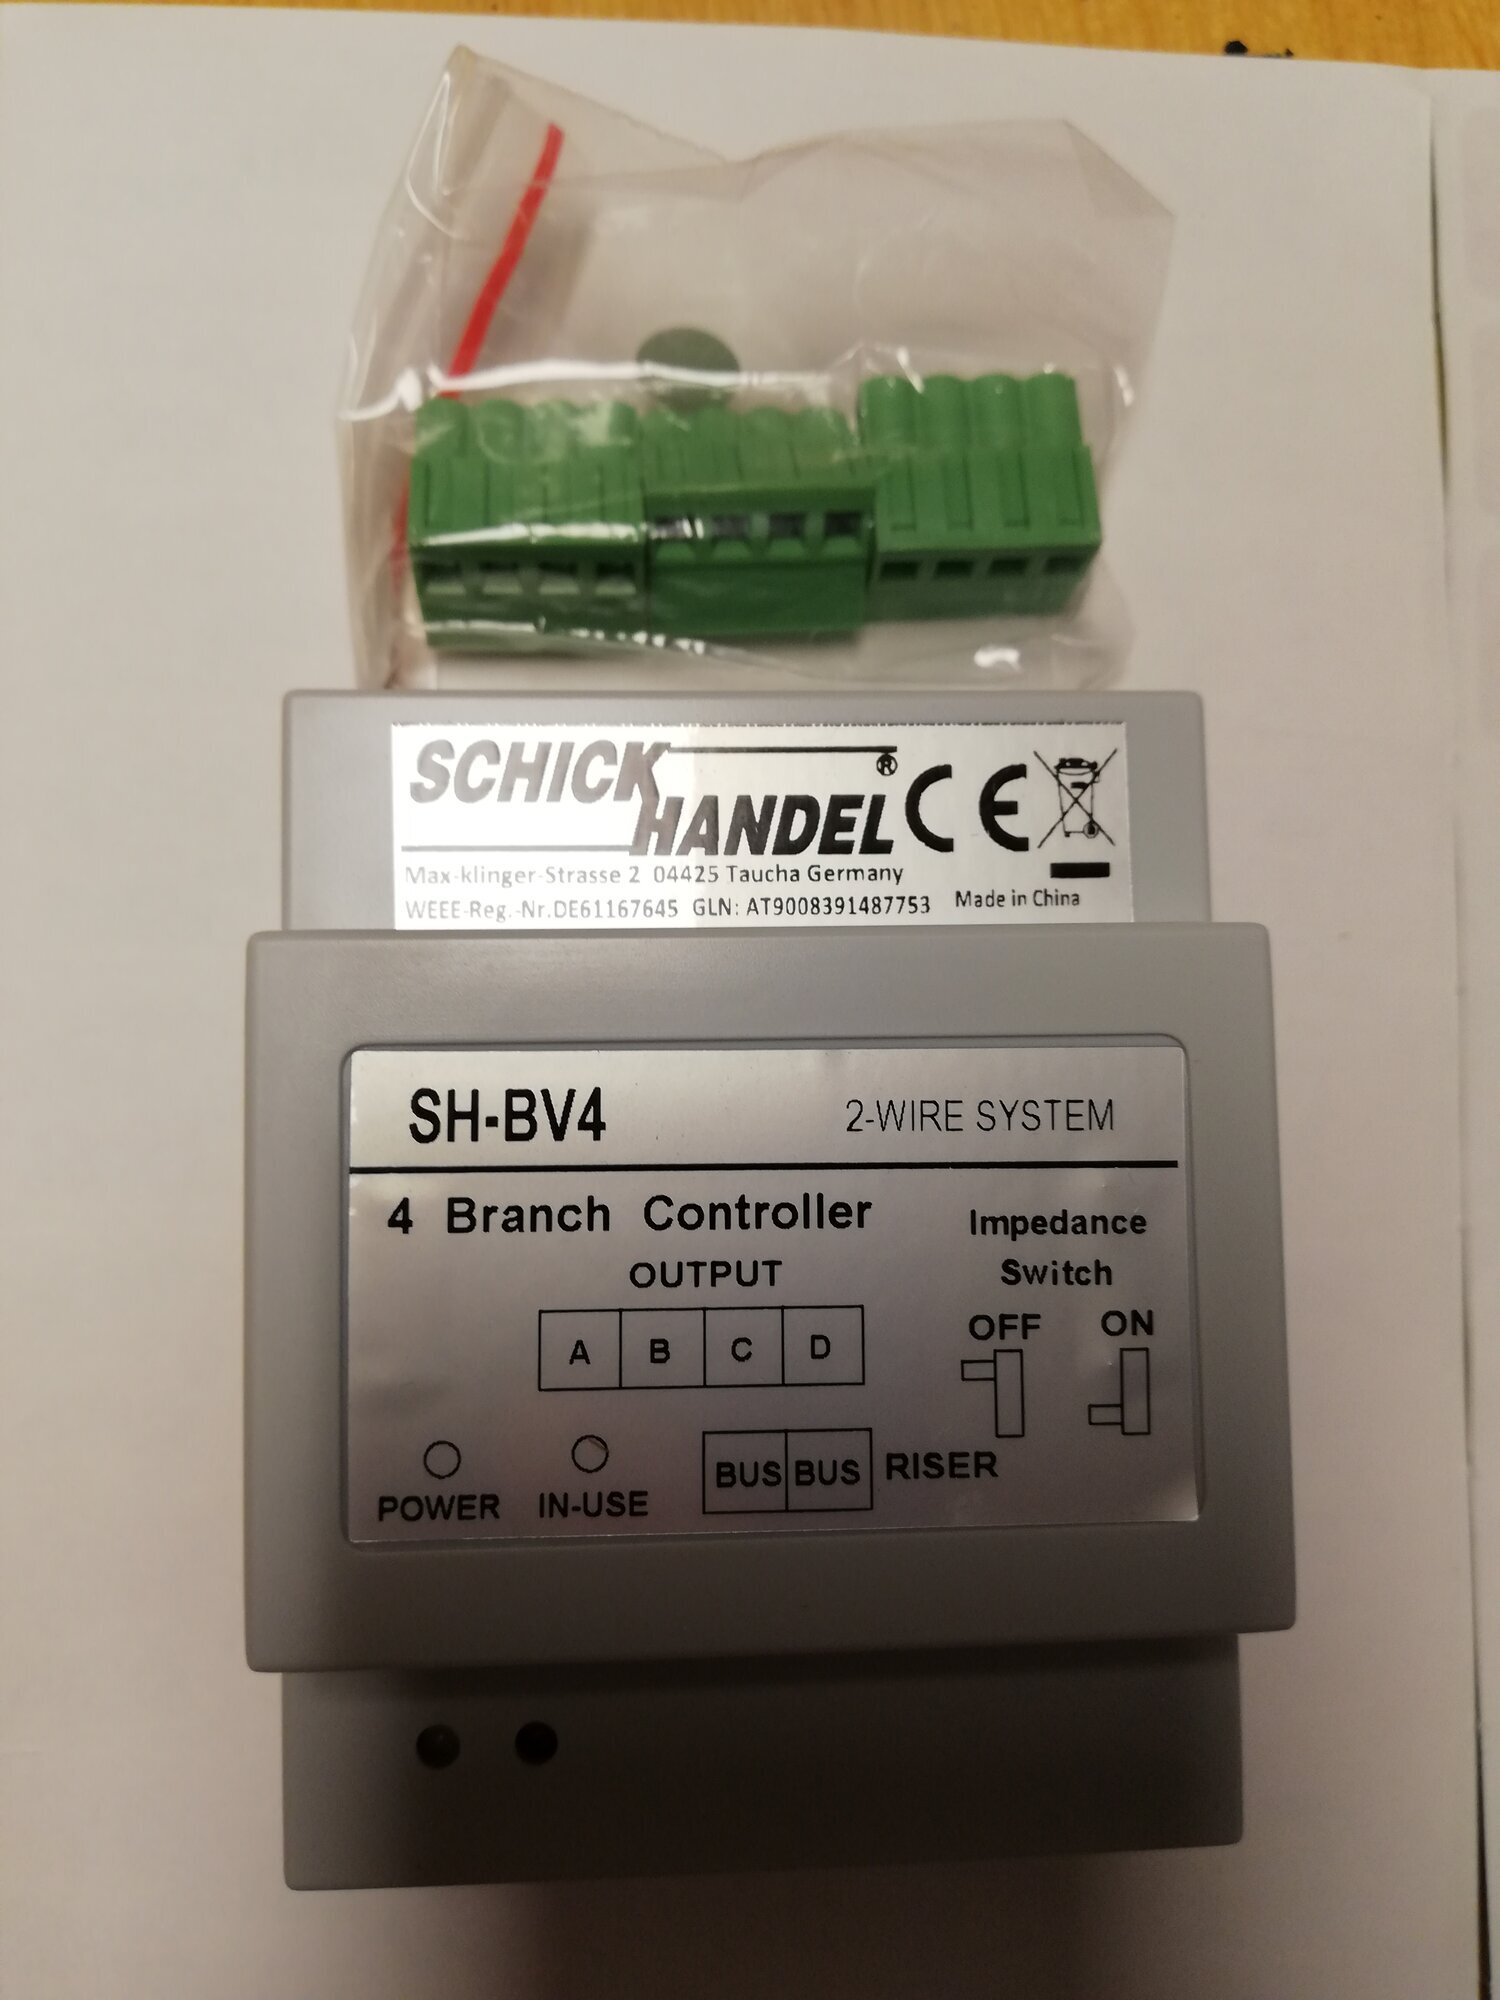 SCHICK
HANDEL® CE
Max-klinger-Strasse 2 04425 Taucha Germany
WEEE-Reg.-Nr.DE61167645 GLN: AT9008391487753 Made in China
SH-BV4 2-WIRE SYSTEM
4 Branch Controller
Impedance
Switch
OUTPUT
OFF ON
A B C D
BUS BUS RISER
POWER IN-USE